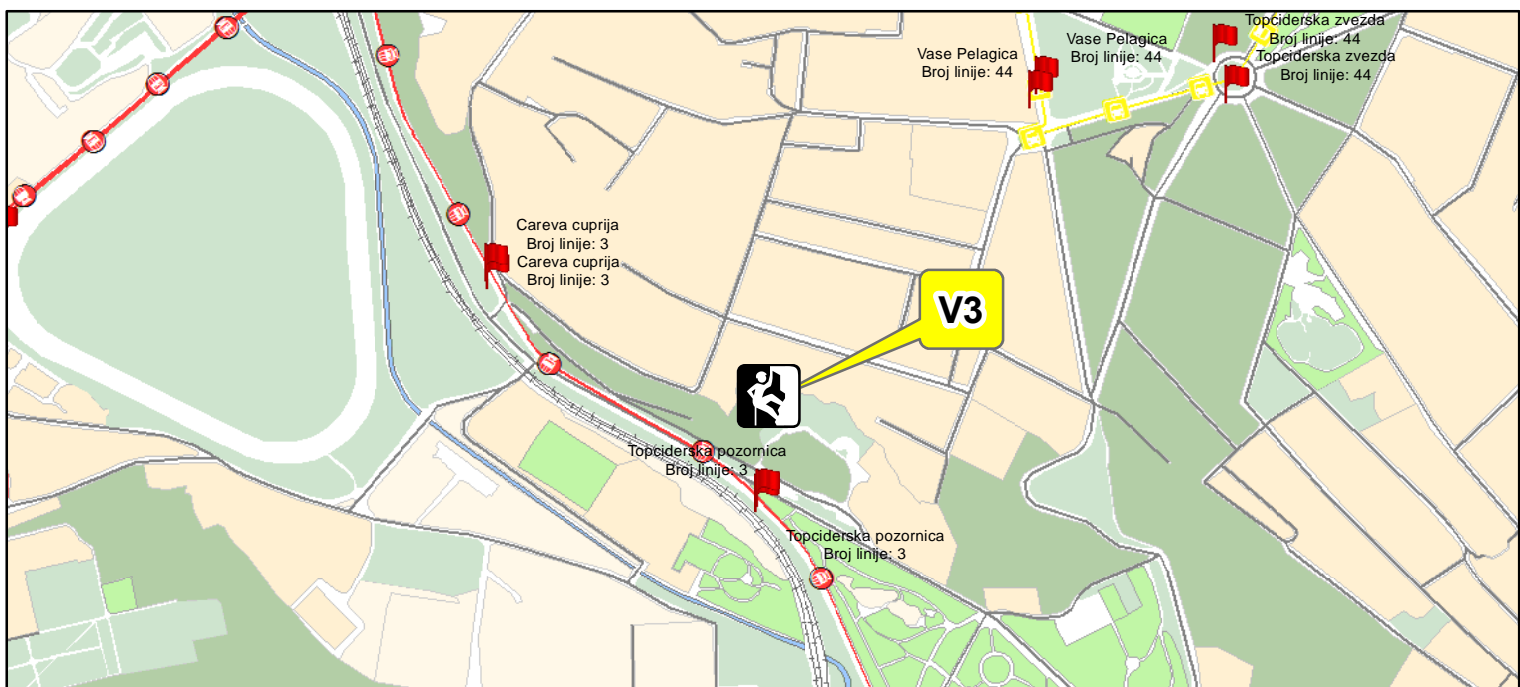 Topciderska zvezda
Broj linije: 44
Topciderska zvezda
Broj linije: 44
Vase Pelagica
Broj linije: 44
Vase Pelagica
Broj linije: 44
Careva cuprija
Broj linije: 3
Careva cuprija
Broj linije: 3
V3
Topciderska pozornica
Broj linije: 3
Topciderska pozornica
Broj linije: 3